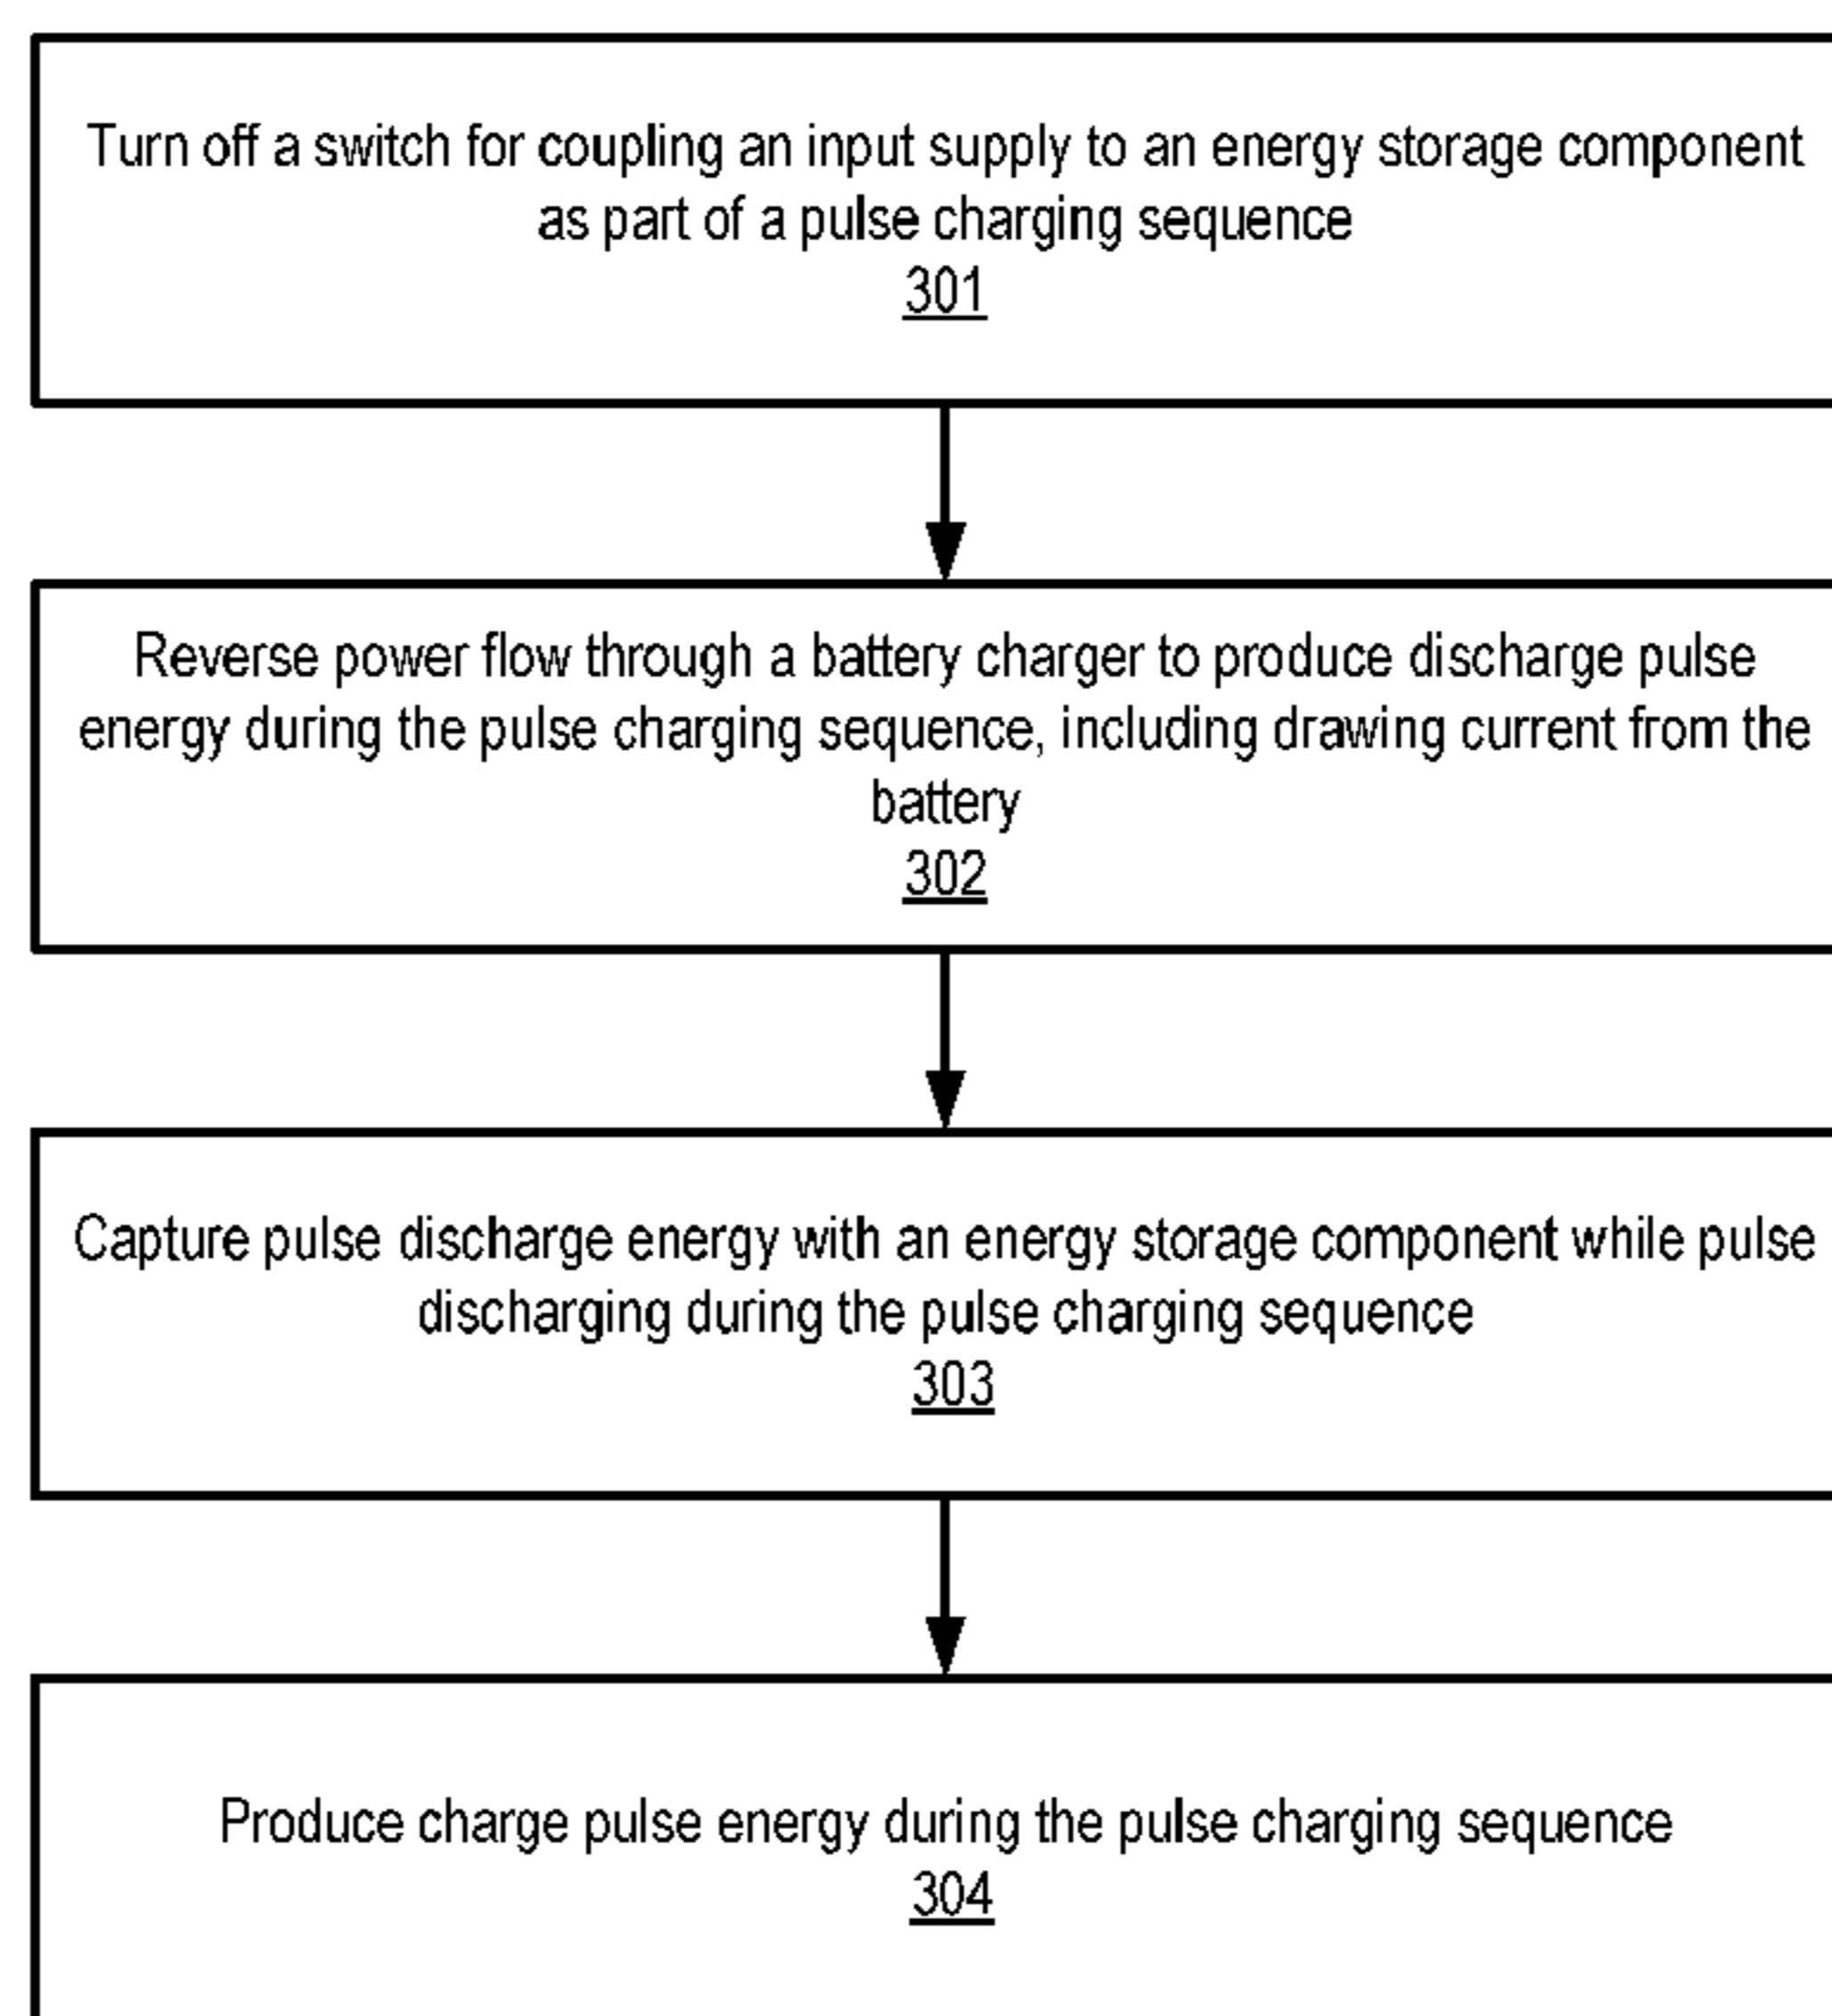 Turn off a switch for coupling an input supply to an energy storage component
as part of a pulse charging sequence
301
Reverse power flow through a battery charger to produce discharge pulse
energy during the pulse charging sequence, including drawing current from the
battery
302
Capture pulse discharge energy with an energy storage component while pulse
discharging during the pulse charging sequence
303
Produce charge pulse energy during the pulse charging sequence
304